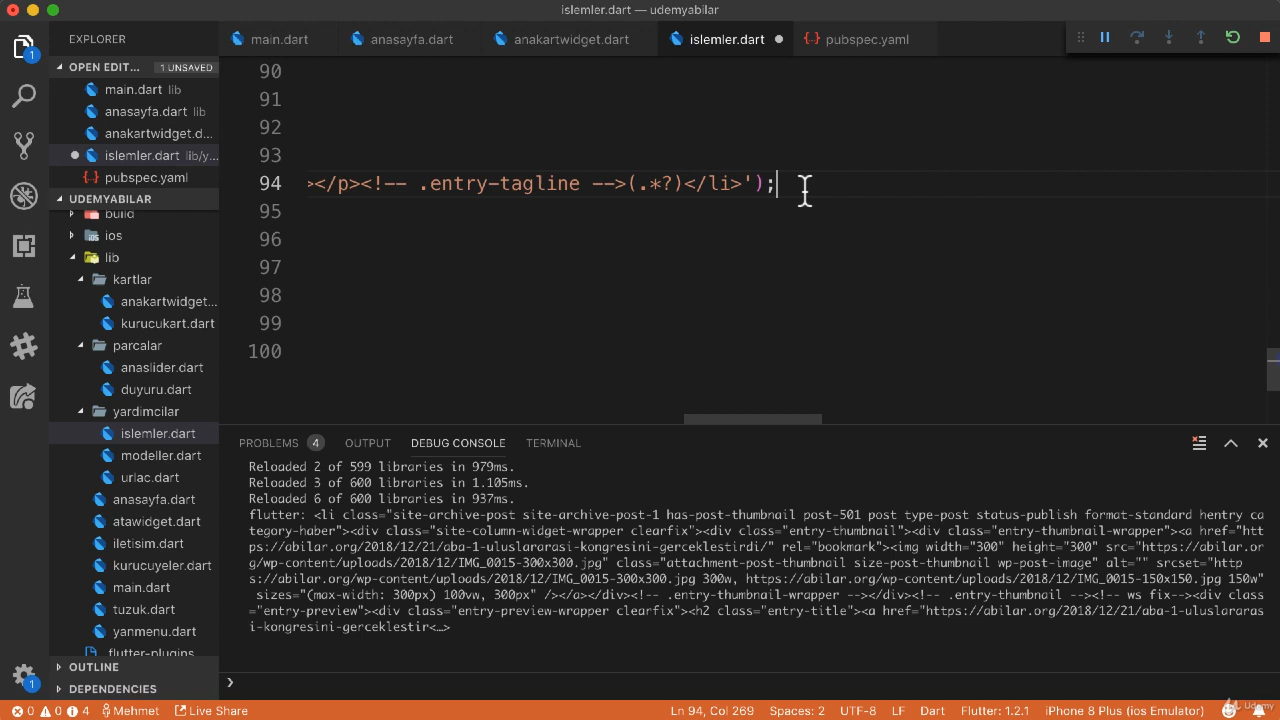 islemler.dart — udemyabilar
EXPLORER
main.dart
anasayfa.dart
anakartwidget.dart
islemler.dart
pubspec.yaml
OPEN EDIT... 1 UNSAVED
main.dart lib
anasayfa.dart lib
anakartwidget.d...
islemler.dart lib/y...
pubspec.yaml
UDEMYABILAR
build
ios
lib
kartlar
anakartwidget...
kurucukart.dart
parcalar
anaslider.dart
duyuru.dart
yardimcilar
islemler.dart
modeller.dart
urlac.dart
anasayfa.dart
atawidget.dart
iletisim.dart
kurucuyeler.dart
main.dart
tuzuk.dart
yanmenu.dart
.flutter-plugins
OUTLINE
DEPENDENCIES
90
91
92
93
94 ></p><!-- .entry-tagline -->(.*?)</li>');
95
96
97
98
99
100
PROBLEMS 4 OUTPUT DEBUG CONSOLE TERMINAL
Reloaded 2 of 599 libraries in 979ms.
Reloaded 3 of 600 libraries in 1.105ms.
Reloaded 6 of 600 libraries in 937ms.
flutter: <li class="site-archive-post site-archive-post-1 has-post-thumbnail post-501 post type-post status-publish format-standard hentry ca
tegory-haber"><div class="site-column-widget-wrapper clearfix"><div class="entry-thumbnail"><div class="entry-thumbnail-wrapper"><a href="htt
ps://abilar.org/2018/12/21/aba-1-uluslararasi-kongresini-gerceklestirdi/" rel="bookmark"><img width="300" height="300" src="https://abilar.or
g/wp-content/uploads/2018/12/IMG_0015-300x300.jpg" class="attachment-post-thumbnail size-post-thumbnail wp-post-image" alt="" srcset="http
s://abilar.org/wp-content/uploads/2018/12/IMG_0015-300x300.jpg 300w, https://abilar.org/wp-content/uploads/2018/12/IMG_0015-150x150.jpg 150w"
sizes="(max-width: 300px) 100vw, 300px" /></a></div><!-- .entry-thumbnail-wrapper --></div><!-- .entry-thumbnail --><!-- ws fix--><div class
="entry-preview"><div class="entry-preview-wrapper clearfix"><h2 class="entry-title"><a href="https://abilar.org/2018/12/21/aba-1-uluslararas
i-kongresini-gerceklestir<…>
1
1
0 0 4 Mehmet Live Share Ln 94, Col 269 Spaces: 2 UTF-8 LF Dart Flutter: 1.2.1 iPhone 8 Plus (ios Emulator)
Udemy